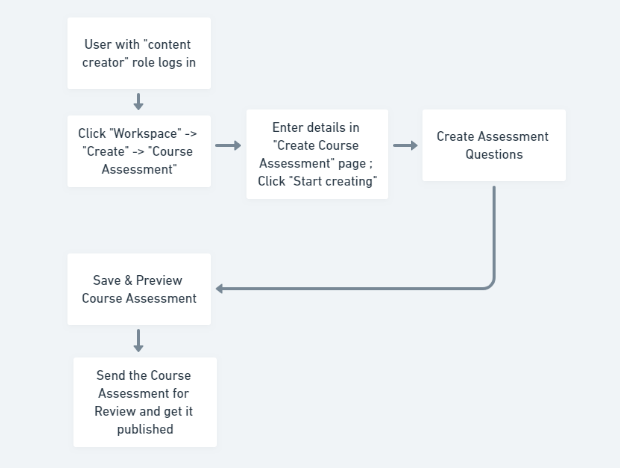 User with "content
creator" role logs in
Click "Workspace" ->
"Create" -> "Course
Assessment"
Enter details in
"Create Course
Assessment" page ;
Click "Start creating"
Create Assessment
Questions
Save & Preview
Course Assessment
Send the Course
Assessment for
Review and get it
published